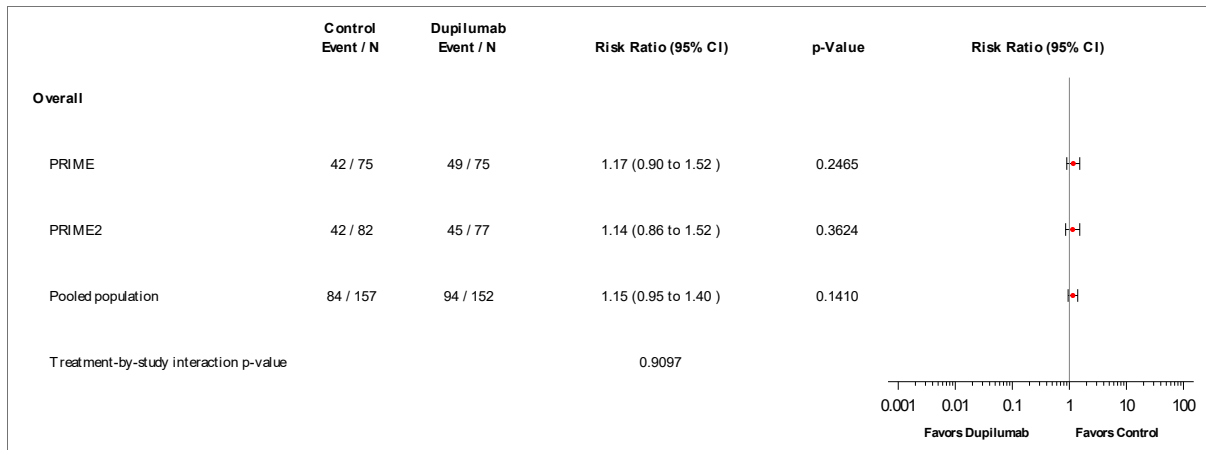 Control Dupilumab
Event / N Event / N Risk Ratio (95% CI) p-Value Risk Ratio (95% CI)
Overall
PRIME 42 / 75 49 / 75 1.17 (0.90 to 1.52 ) 0.2465
PRIME2 42 / 82 45 / 77 1.14 (0.86 to 1.52 ) 0.3624
Pooled population 84 / 157 94 / 152 1.15 (0.95 to 1.40 ) 0.1410
Treatment-by-study interaction p-value 0.9097
0.001 0.01 0.1 1 10 100
Favors Dupilumab Favors Control